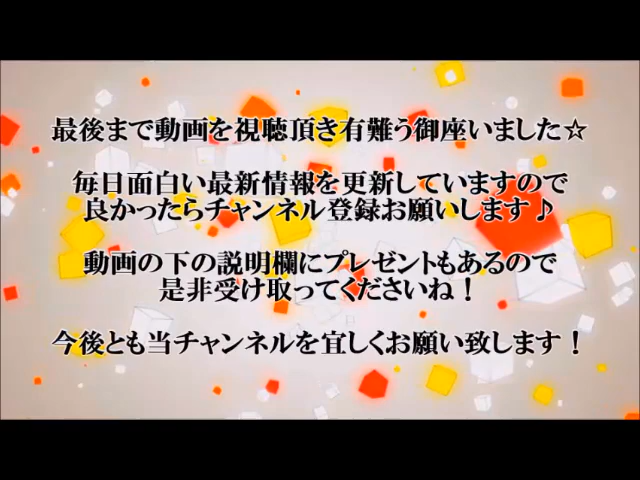 最後まで動画を視聴頂き有難う御座いました☆
毎日面白い最新情報を更新していますので
良かったらチャンネル登録お願いします♪
動画の下の説明欄にプレゼントもあるので
是非受け取ってくださいね！
今後とも当チャンネルを宜しくお願い致します！